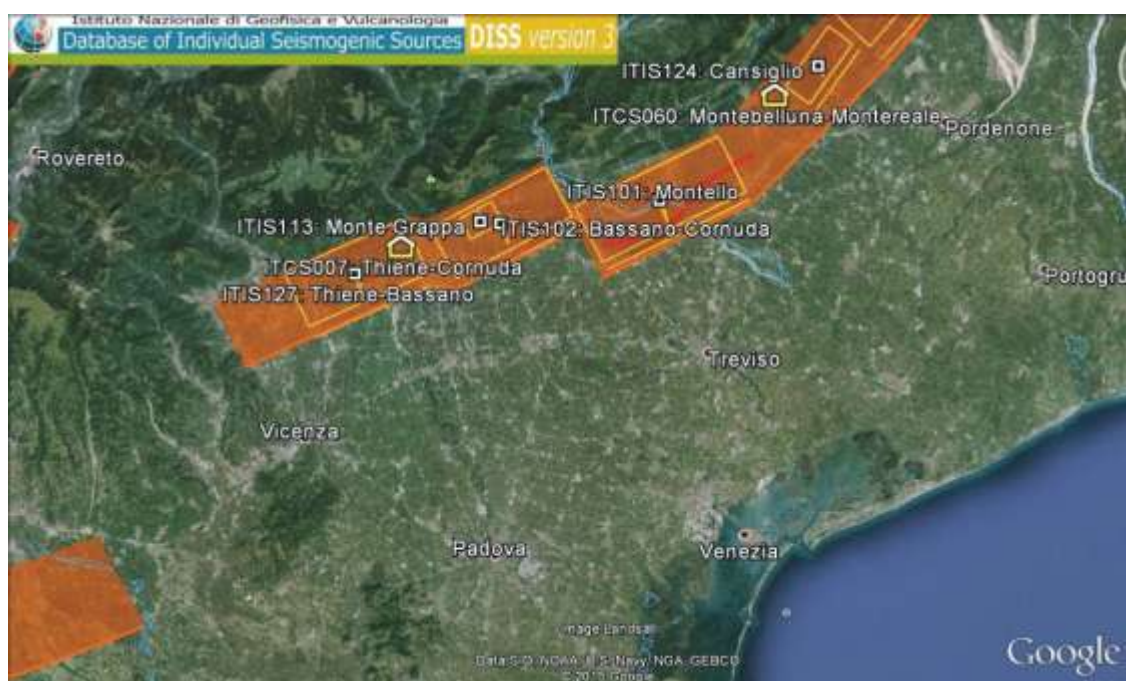 Istituto Nazionale di Geofisica e Vulcanologia
Database of Individual Seismogenic Sources DISS version 3
ITIS124: Cansiglio
ITCS060: Montebelluna-Montereale
Pordenone
Rovereto
ITIS101: Montello
ITIS113: Monte Grappa
ITIS102: Bassano-Cornuda
ITCS007: Thiene-Cornuda
Portogru
ITIS127: Thiene-Bassano
Treviso
Vicenza
Padova
Venezia
Image Landsat
Data SIO, NOAA, U.S. Navy, NGA, GEBCO
© 2015 Google
Google